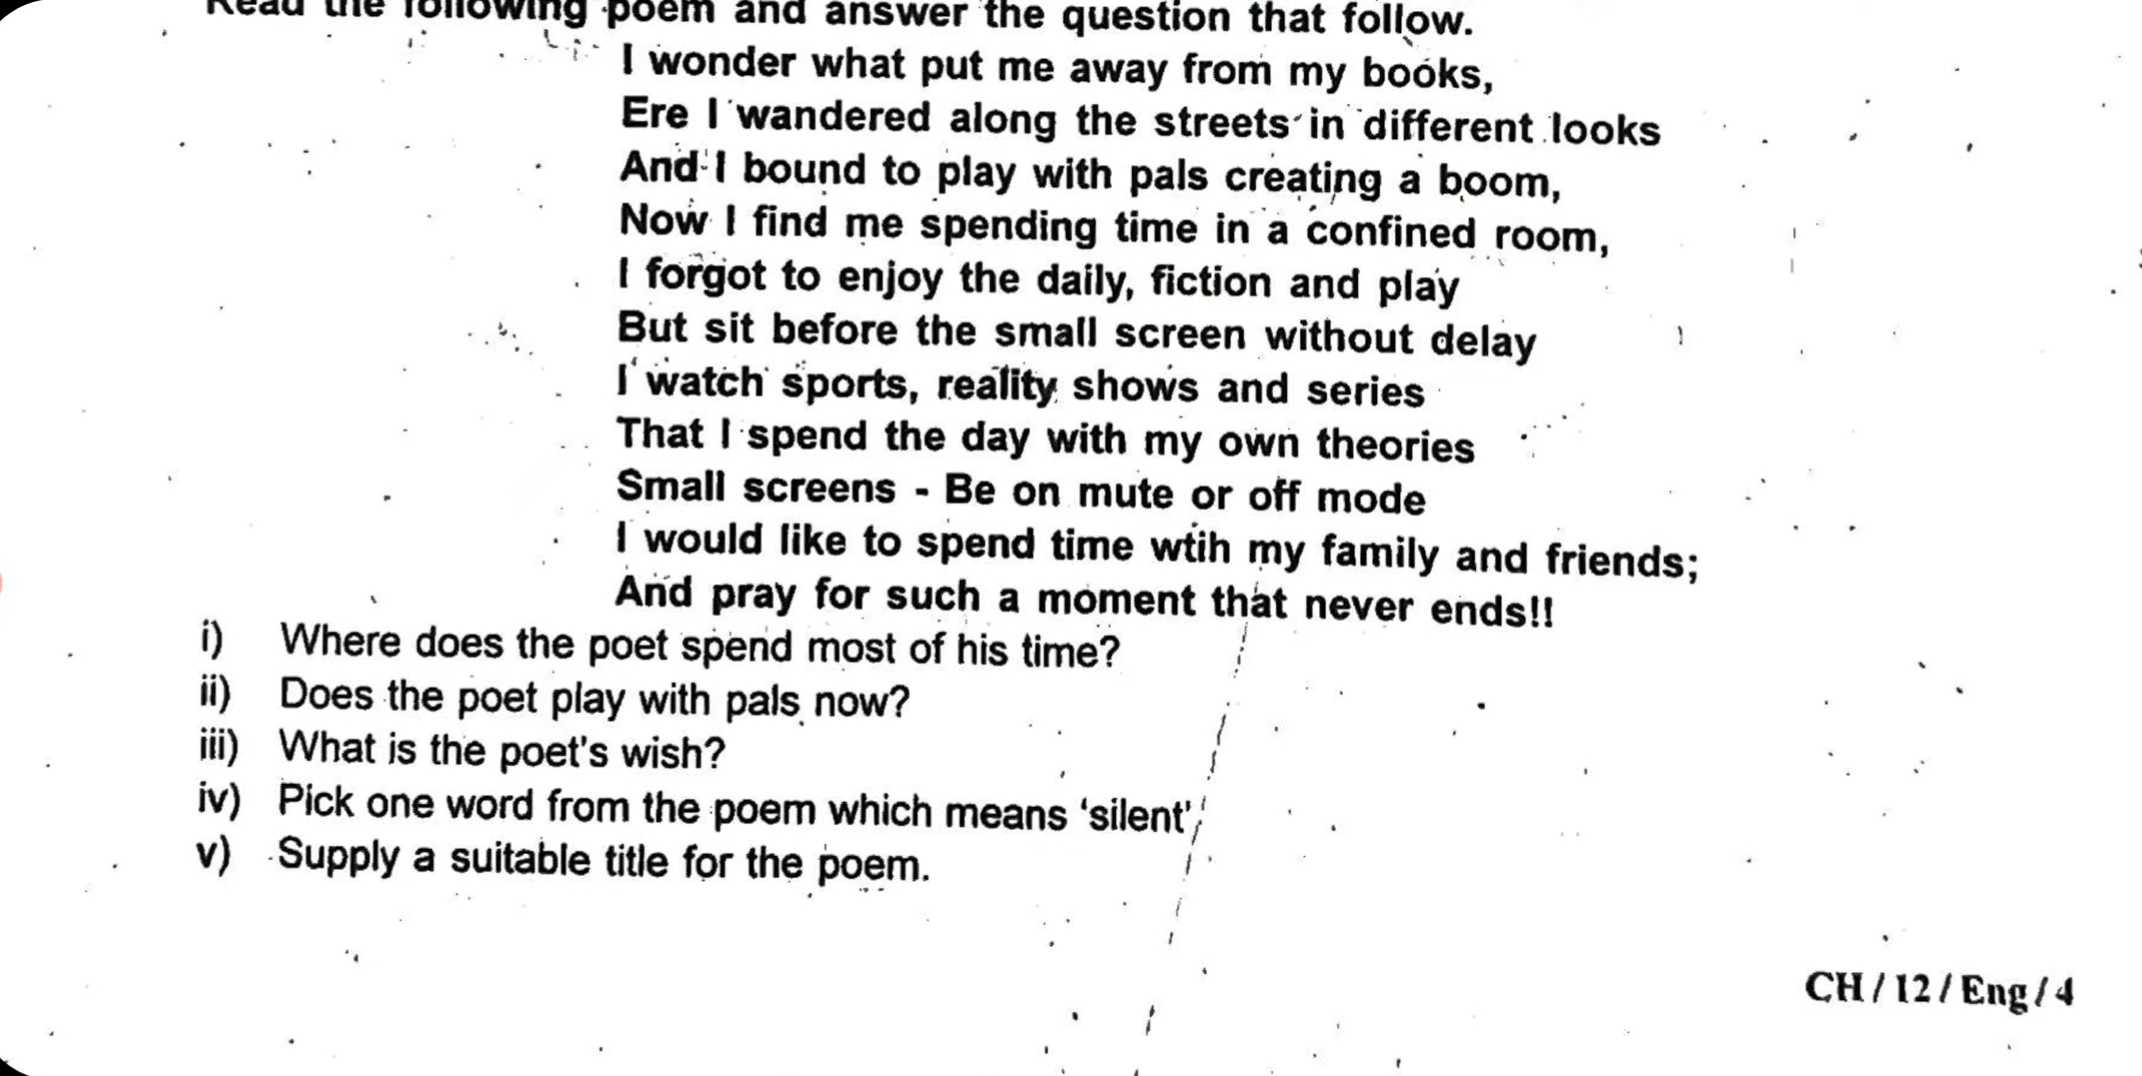 Read the following poem and answer the question that follow.
I wonder what put me away from my books,
Ere I wandered along the streets in different looks
And I bound to play with pals creating a boom,
Now I find me spending time in a confined room,
I forgot to enjoy the daily, fiction and play
But sit before the small screen without delay
I watch sports, reality shows and series
That I spend the day with my own theories
Small screens - Be on mute or off mode
I would like to spend time wtih my family and friends;
And pray for such a moment that never ends!!
i) Where does the poet spend most of his time?
ii) Does the poet play with pals now?
iii) What is the poet's wish?
iv) Pick one word from the poem which means 'silent'
v) Supply a suitable title for the poem.
CH / 12 / Eng / 4